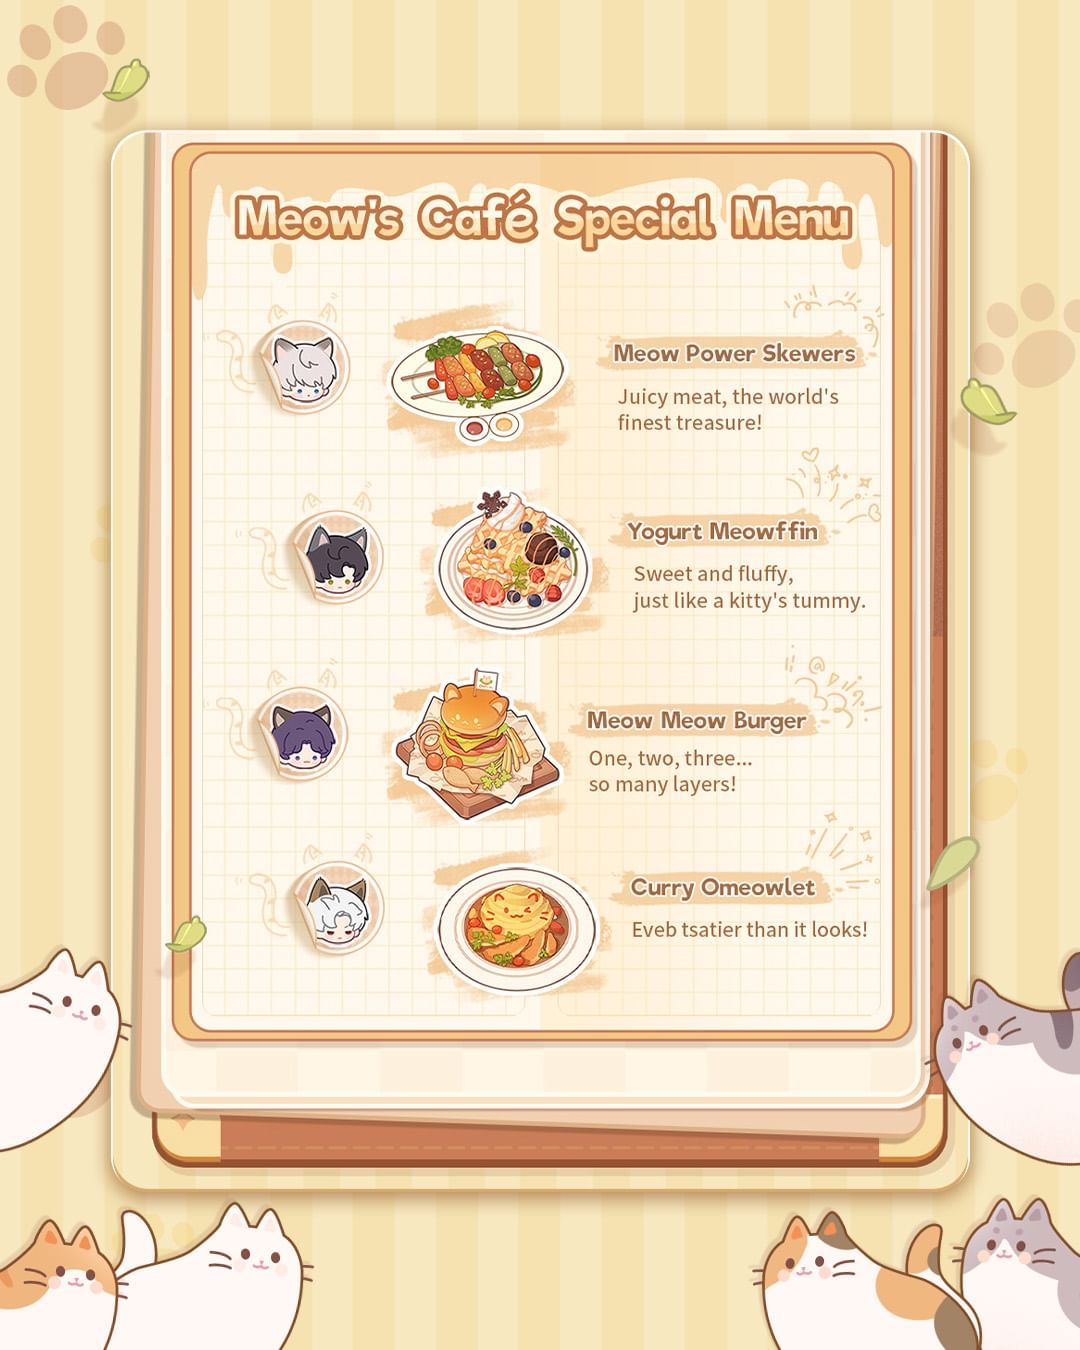 Meow's Café Special Menu
Meow Power Skewers
Juicy meat, the world's
finest treasure!
Yogurt Meowffin
Sweet and fluffy,
just like a kitty's tummy.
Meow Meow Burger
One, two, three...
so many layers!
Curry Omeowlet
Eveb tsatier than it looks!